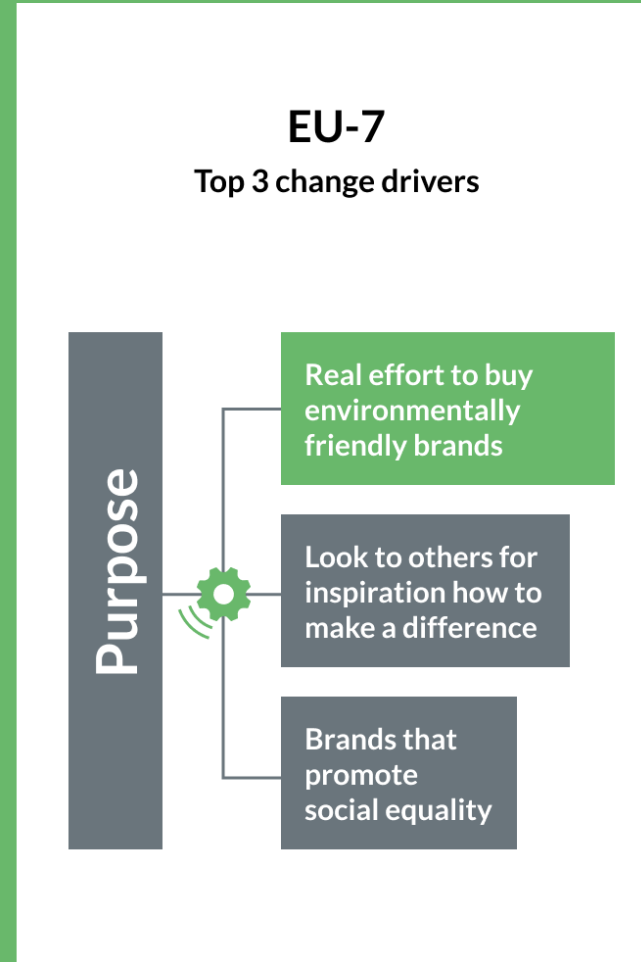 EU-7
Top 3 change drivers
Purpose
Real effort to buy
environmentally
friendly brands
Look to others for
inspiration how to
make a difference
Brands that
promote
social equality